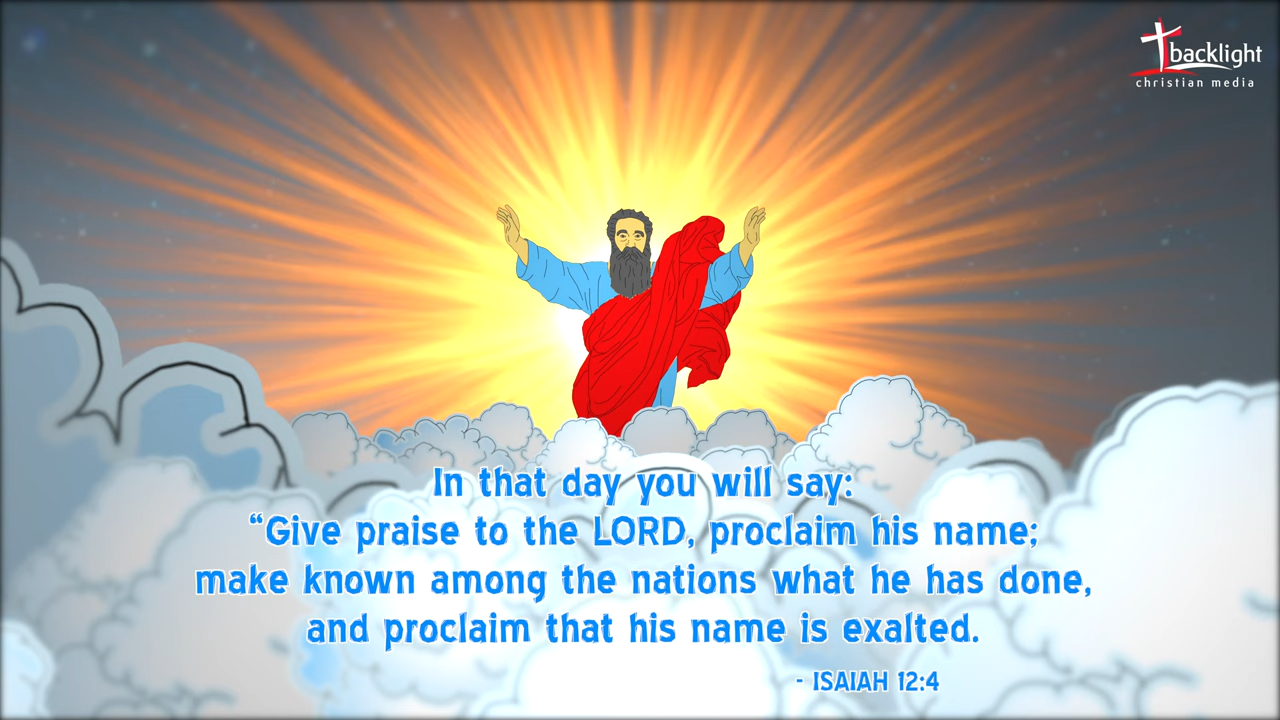 backlight
christian media
In that day you will say:
“Give praise to the LORD, proclaim his name;
make known among the nations what he has done,
and proclaim that his name is exalted.
- ISAIAH 12:4